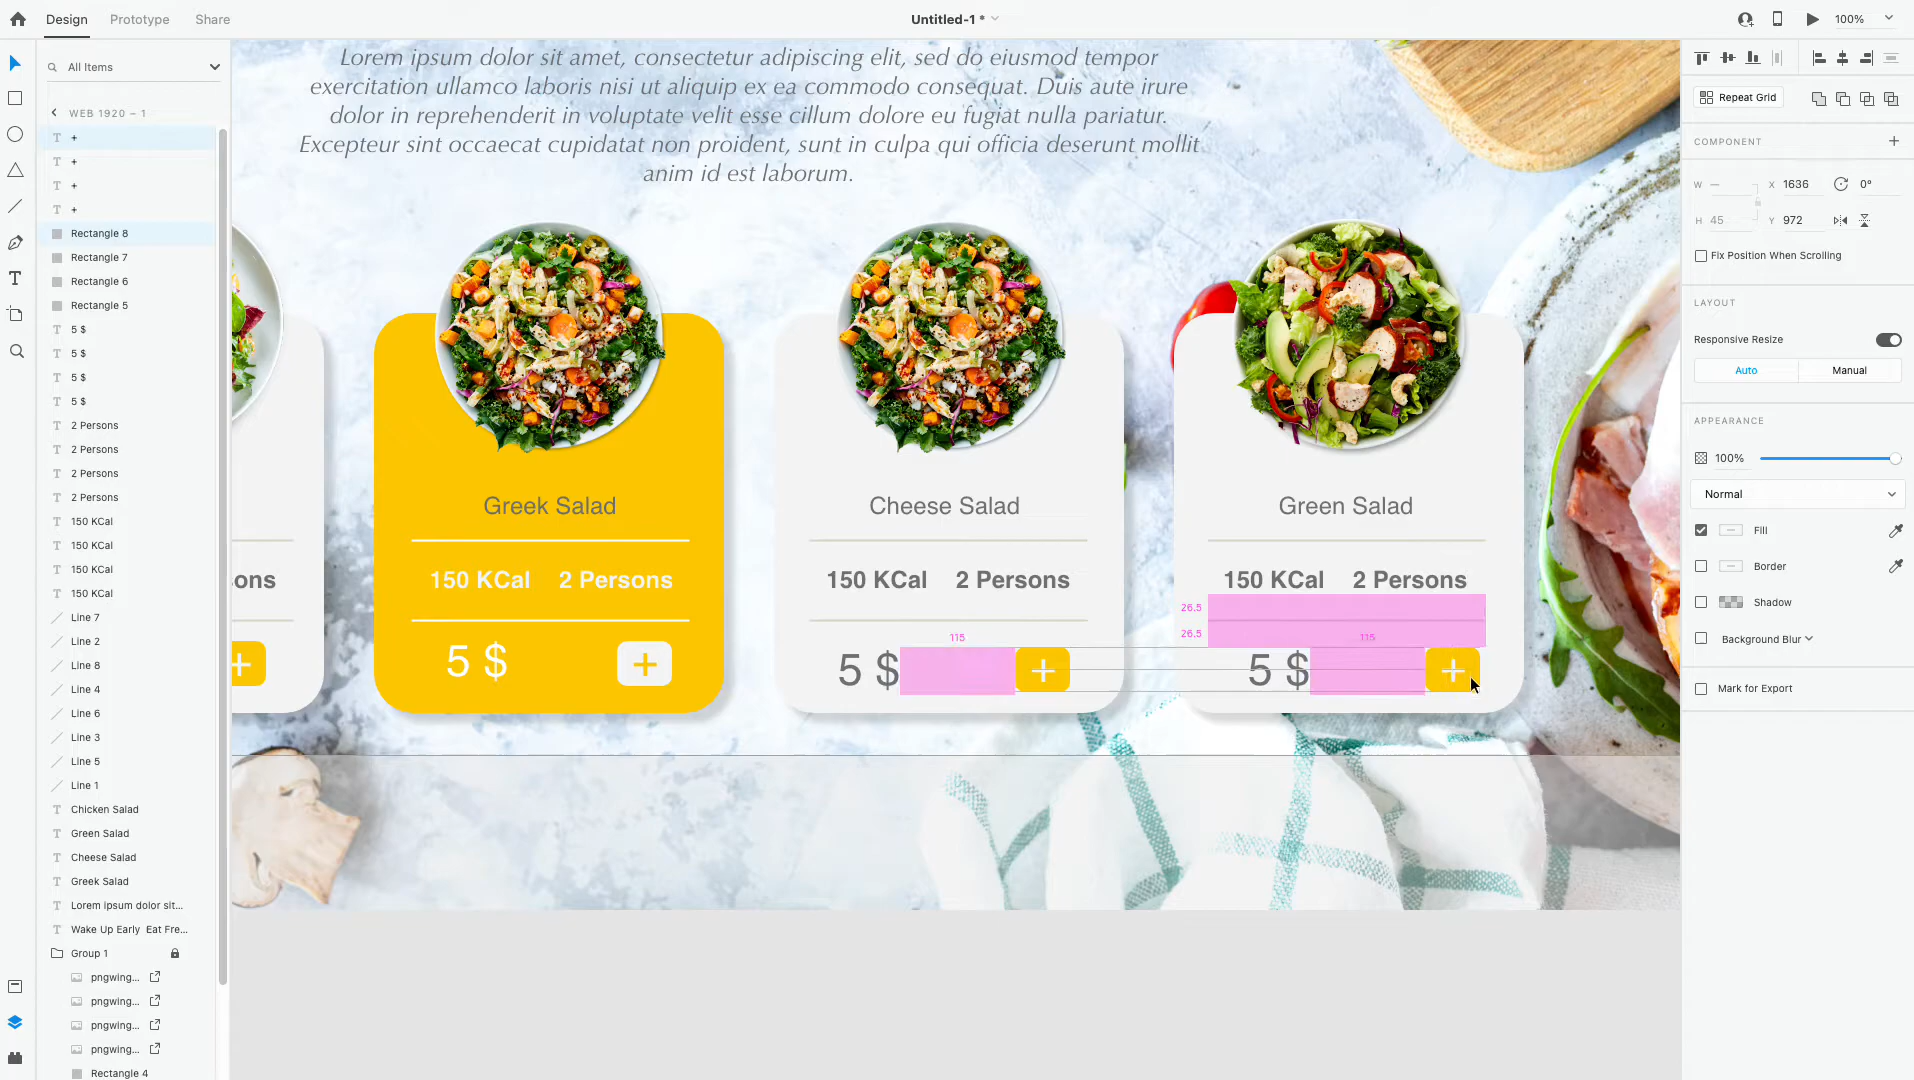 Design
Prototype
Share
Untitled-1 *
100%
All Items
WEB 1920 – 1
+
+
+
+
Rectangle 8
Rectangle 7
Rectangle 6
Rectangle 5
5 $
5 $
5 $
5 $
2 Persons
2 Persons
2 Persons
2 Persons
150 KCal
150 KCal
150 KCal
150 KCal
Line 7
Line 2
Line 8
Line 4
Line 6
Line 3
Line 5
Line 1
Chicken Salad
Green Salad
Cheese Salad
Greek Salad
Lorem ipsum dolor sit...
Wake Up Early Eat Fre...
Group 1
pngwing...
pngwing...
pngwing...
pngwing...
Rectangle 4
Lorem ipsum dolor sit amet, consectetur adipiscing elit, sed do eiusmod tempor
exercitation ullamco laboris nisi ut aliquip ex ea commodo consequat. Duis aute irure
dolor in reprehenderit in voluptate velit esse cillum dolore eu fugiat nulla pariatur.
Excepteur sint occaecat cupidatat non proident, sunt in culpa qui officia deserunt mollit
anim id est laborum.
sons
+
Greek Salad
150 KCal 2 Persons
5 $ +
Cheese Salad
150 KCal 2 Persons
115
5 $ +
Green Salad
150 KCal 2 Persons
26.5
26.5
115
5 $ +
Repeat Grid
COMPONENT +
W — X 1636 0°
H 45 Y 972
Fix Position When Scrolling
LAYOUT
Responsive Resize
Auto Manual
APPEARANCE
100%
Normal
Fill
Border
Shadow
Background Blur
Mark for Export